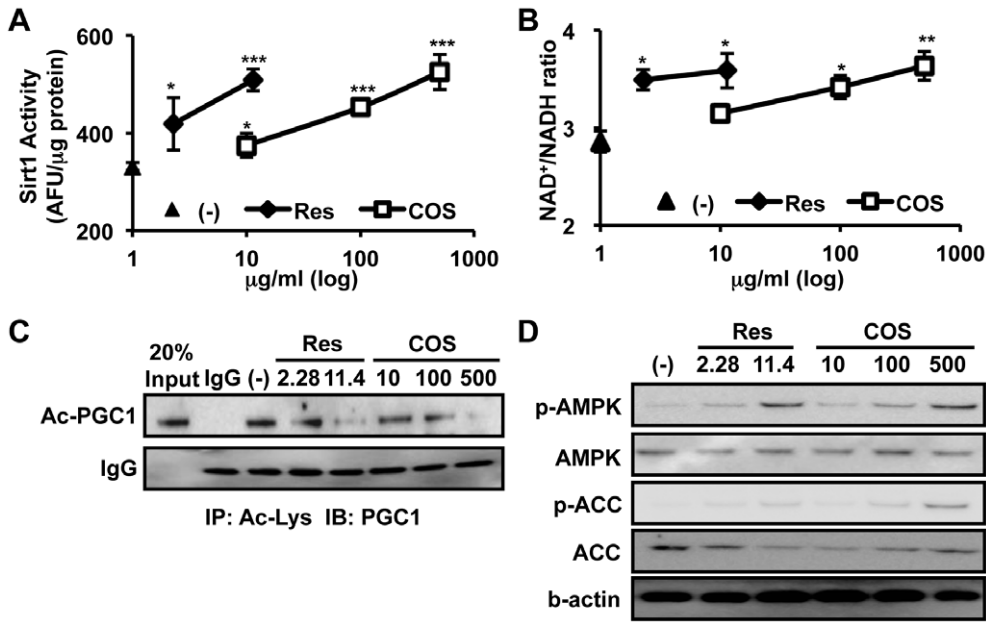 A
Sirt1 Activity
(AFU/µg protein)
600
400
200
*
***
*
***
***
(-)
Res
COS
1
10
100
1000
µg/ml (log)
B
NAD⁺/NADH ratio
4
3
2
*
*
*
**
(-)
Res
COS
1
10
100
1000
µg/ml (log)
C
Res
COS
20%
Input IgG (-) 2.28 11.4 10 100 500
Ac-PGC1
IgG
IP: Ac-Lys IB: PGC1
D
Res
COS
(-) 2.28 11.4 10 100 500
p-AMPK
AMPK
p-ACC
ACC
b-actin